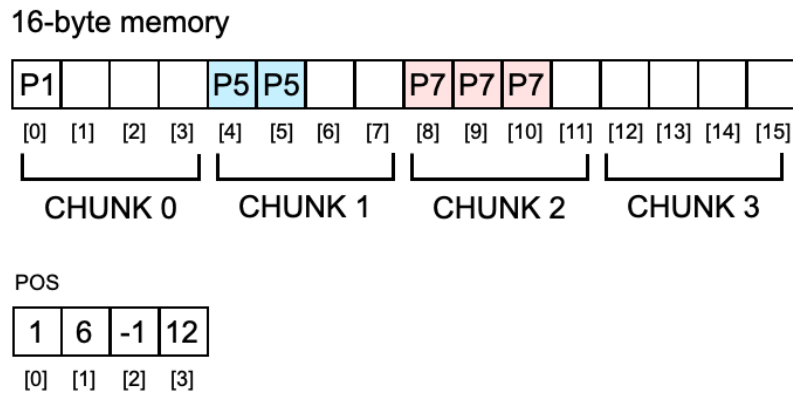 16-byte memory
P1 P5 P5 P7 P7 P7
[0] [1] [2] [3] [4] [5] [6] [7] [8] [9] [10] [11] [12] [13] [14] [15]
CHUNK 0 CHUNK 1 CHUNK 2 CHUNK 3
POS
1 6 -1 12
[0] [1] [2] [3]